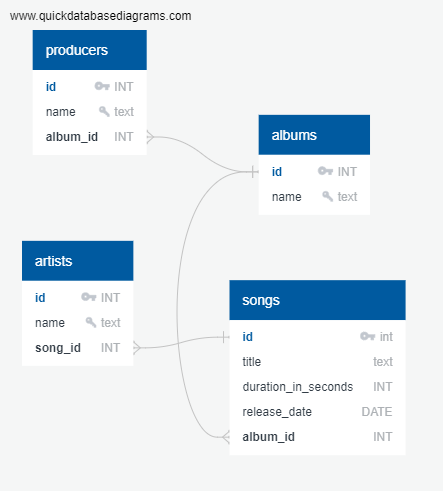 www.quickdatabasediagrams.com
producers
id INT
name text
album_id INT
albums
id INT
name text
artists
id INT
name text
song_id INT
songs
id int
title text
duration_in_seconds INT
release_date DATE
album_id INT